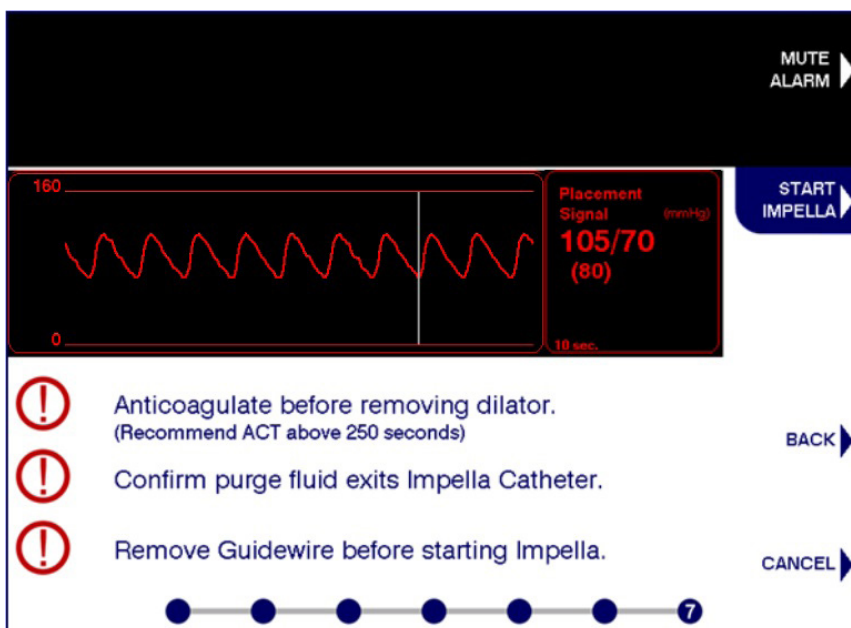 MUTE
ALARM
160
0
Placement
Signal (mmHg)
105/70
(80)
10 sec.
START
IMPELLA
Anticoagulate before removing dilator.
(Recommend ACT above 250 seconds)
Confirm purge fluid exits Impella Catheter.
Remove Guidewire before starting Impella.
BACK
CANCEL
7